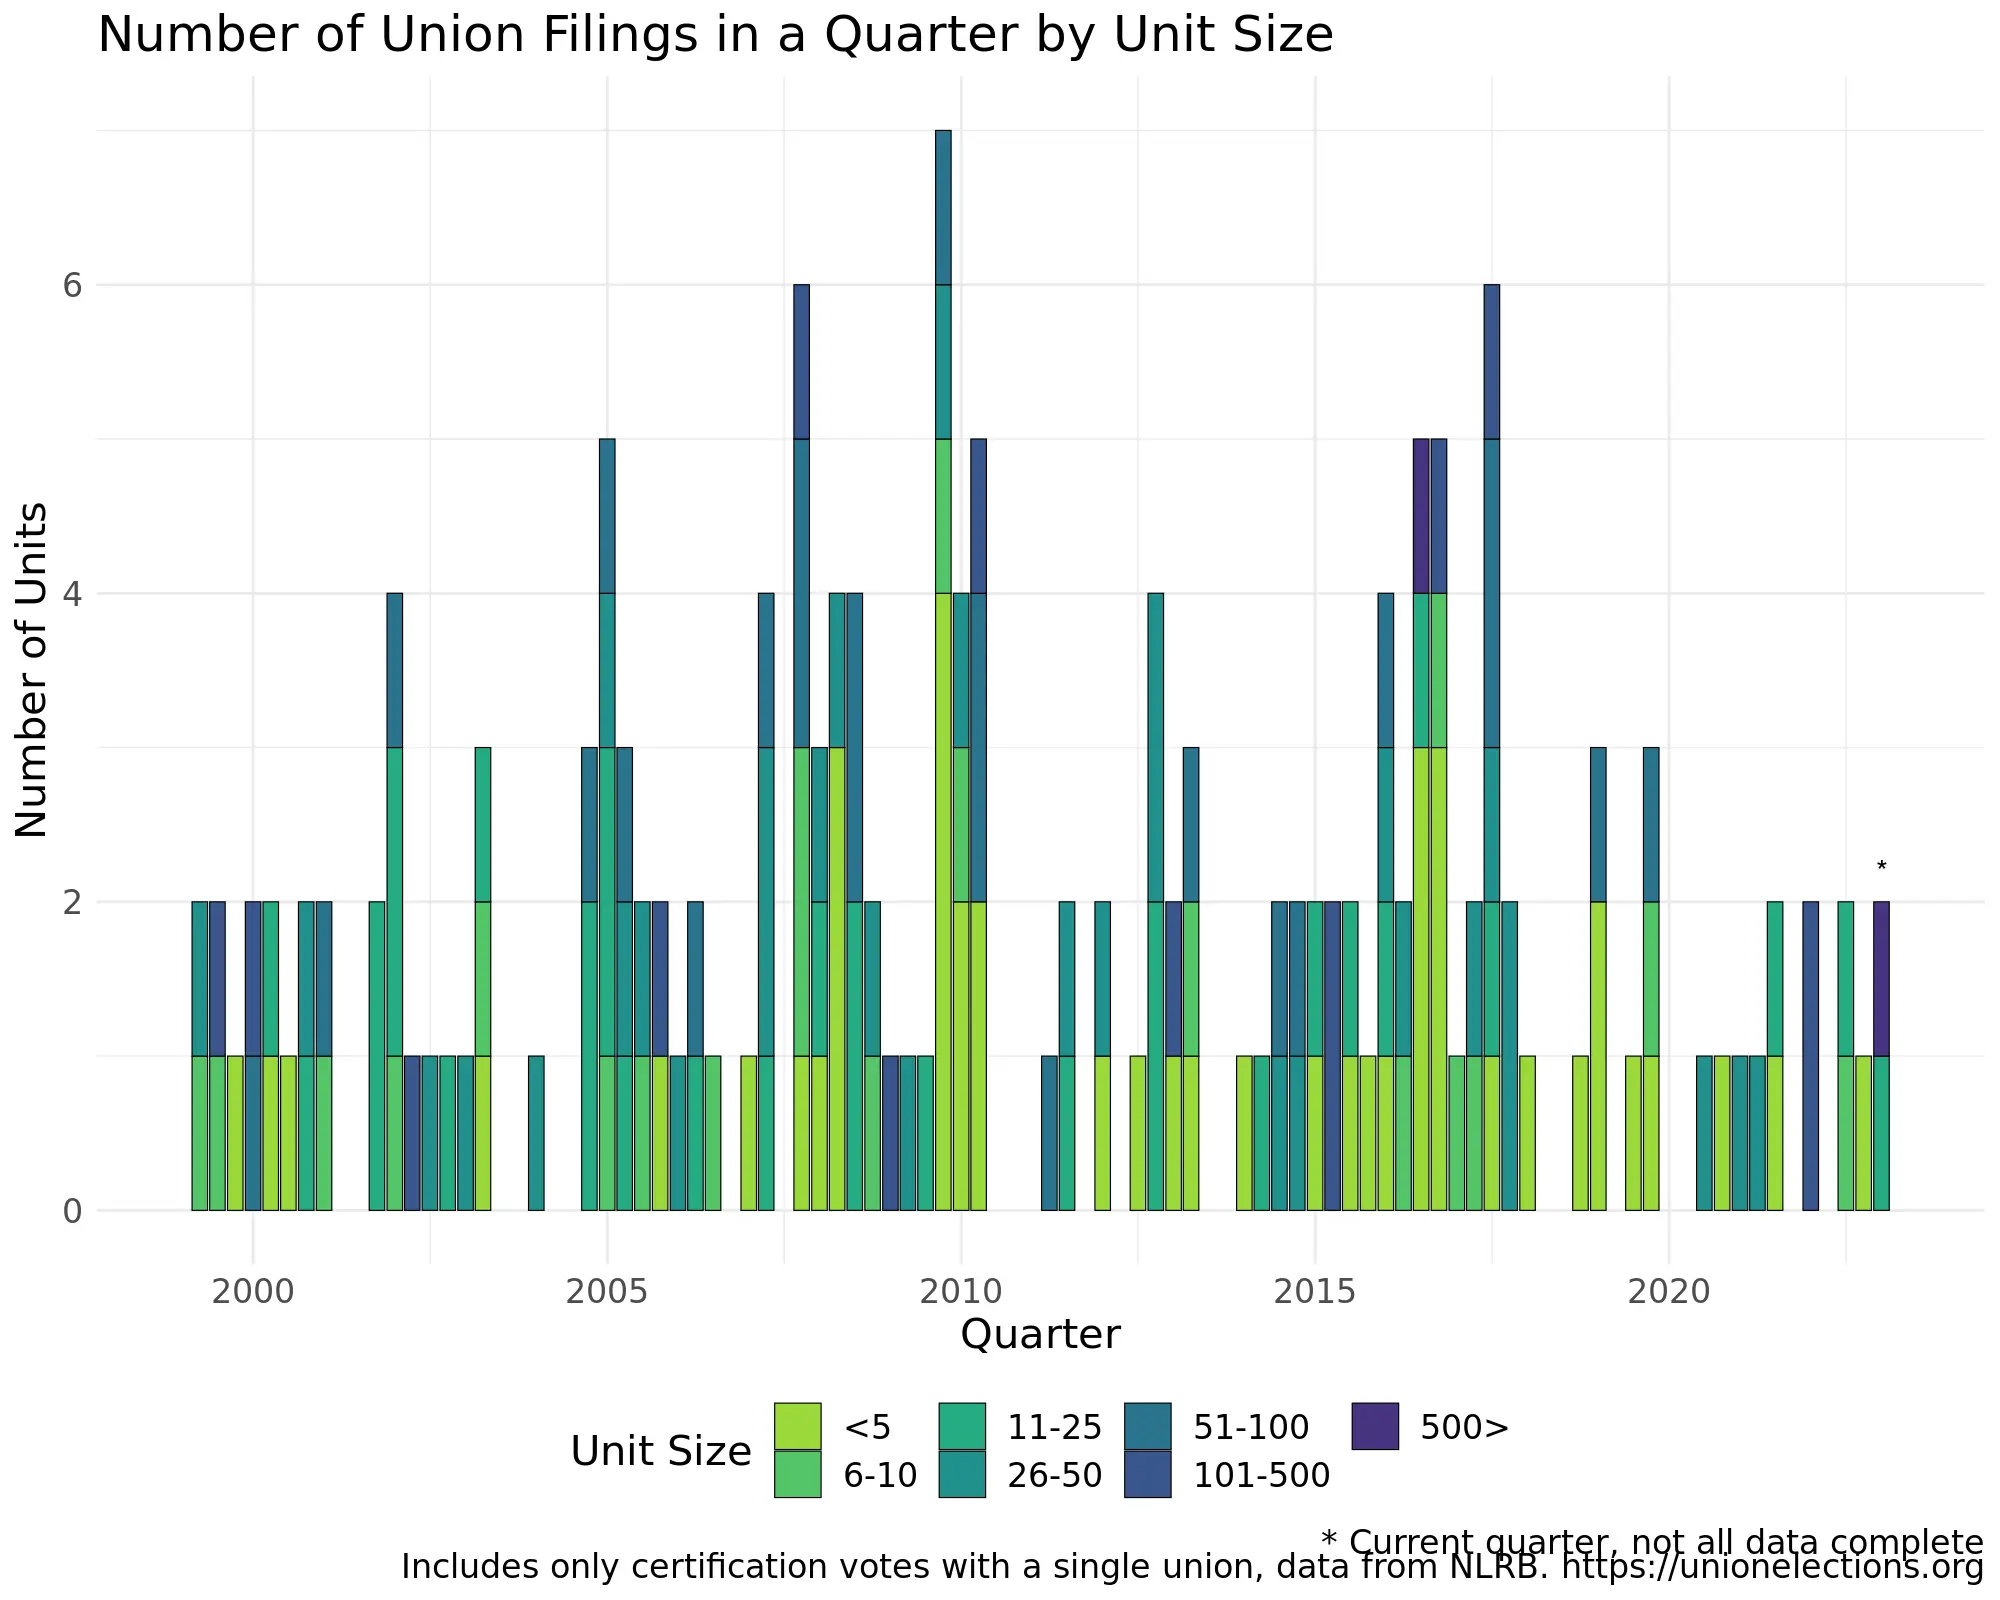 Number of Union Filings in a Quarter by Unit Size
Number of Units
6
4
2
0
*
2000 2005 2010 2015 2020
Quarter
Unit Size
<5 11-25 51-100 500>
6-10 26-50 101-500
* Current quarter, not all data complete
Includes only certification votes with a single union, data from NLRB. https://unionelections.org